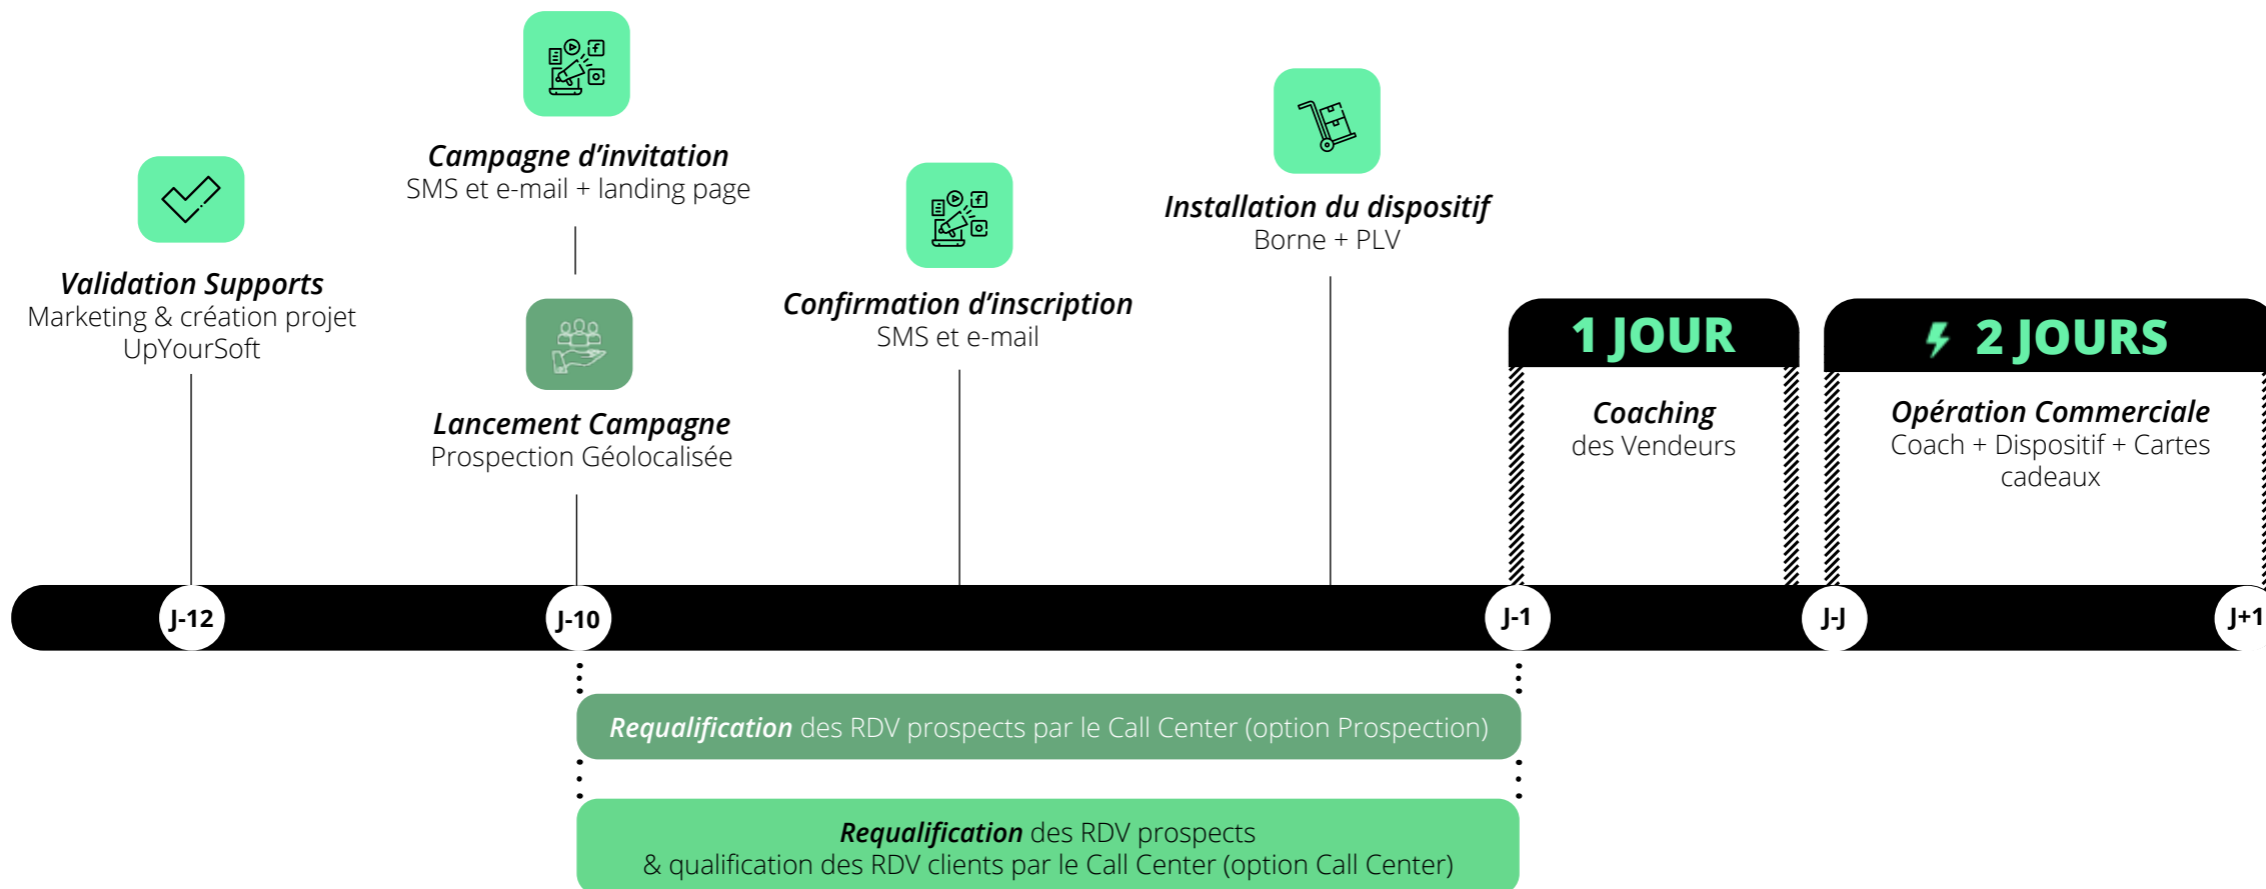 Validation Supports
Marketing & création projet
UpYourSoft
Campagne d’invitation
SMS et e-mail + landing page
Lancement Campagne
Prospection Géolocalisée
Confirmation d’inscription
SMS et e-mail
Installation du dispositif
Borne + PLV
1 JOUR
Coaching
des Vendeurs
2 JOURS
Opération Commerciale
Coach + Dispositif + Cartes
cadeaux
J-12
J-10
J-1
J-J
J+1
Requalification des RDV prospects par le Call Center (option Prospection)
Requalification des RDV prospects
& qualification des RDV clients par le Call Center (option Call Center)